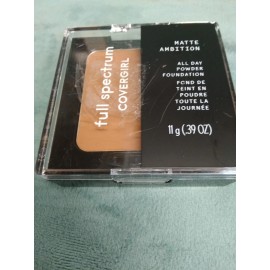 MATTE
AMBITION
ALL DAY
POWDER
FOUNDATION
FOND DE
TEINT EN
POUDRE
TOUTE LA
JOURNÉE
11 g (.39 OZ)
full spectrum
COVERGIRL